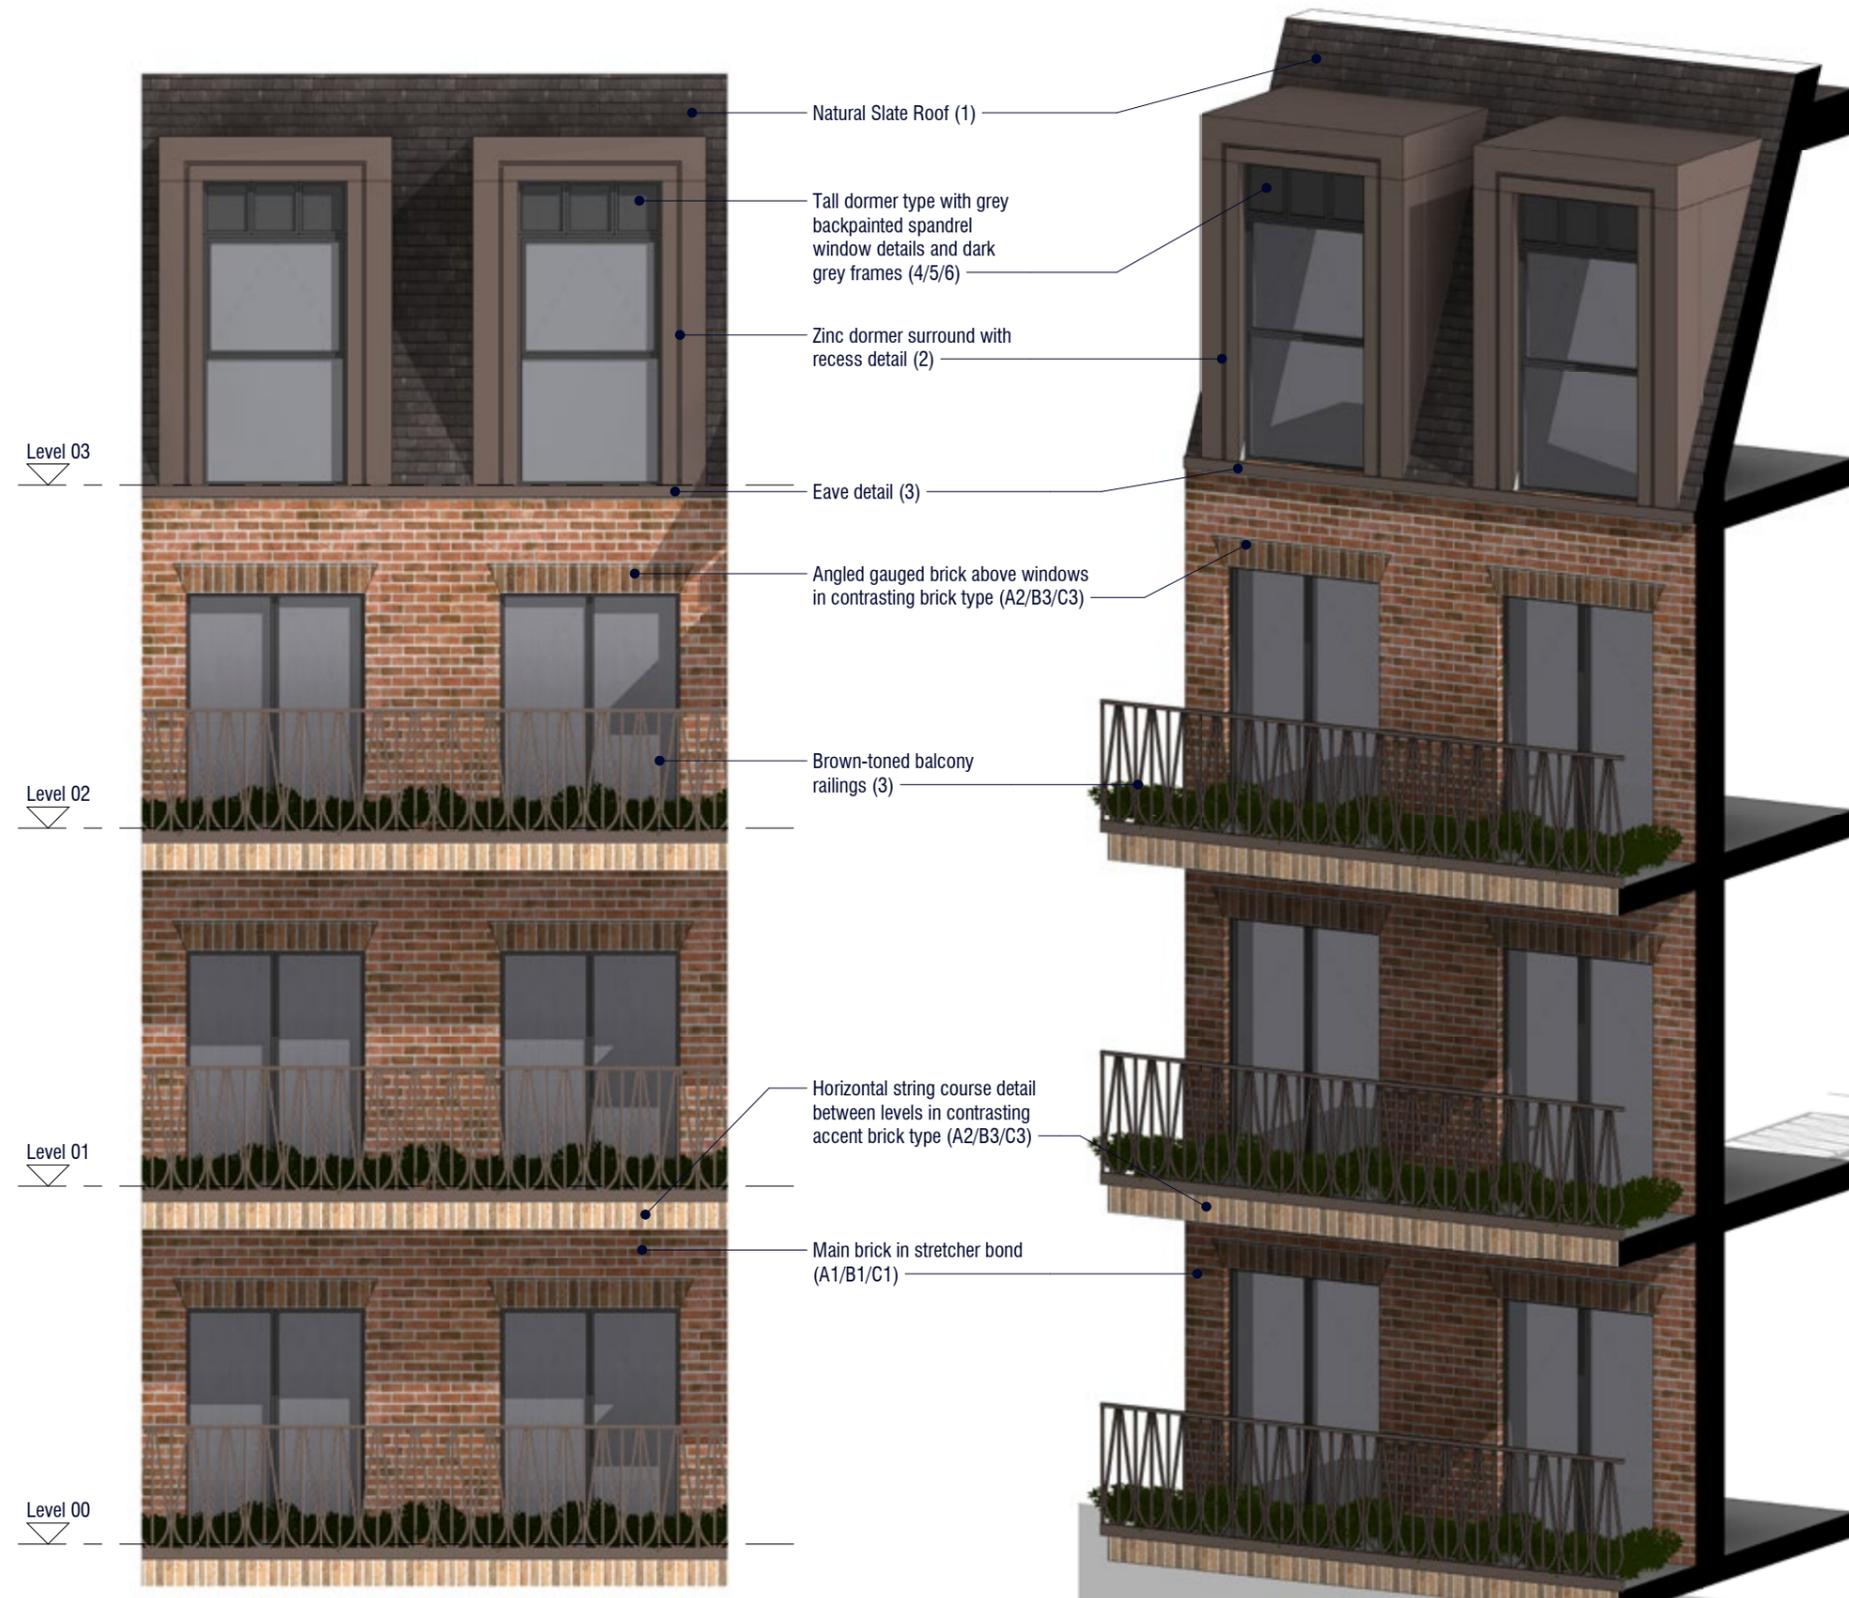 Natural Slate Roof (1)
Tall dormer type with grey
backpainted spandrel
window details and dark
grey frames (4/5/6)
Zinc dormer surround with
recess detail (2)
Level 03
Eave detail (3)
Angled gauged brick above windows
in contrasting brick type (A2/B3/C3)
Brown-toned balcony
railings (3)
Level 02
Horizontal string course detail
between levels in contrasting
accent brick type (A2/B3/C3)
Level 01
Main brick in stretcher bond
(A1/B1/C1)
Level 00